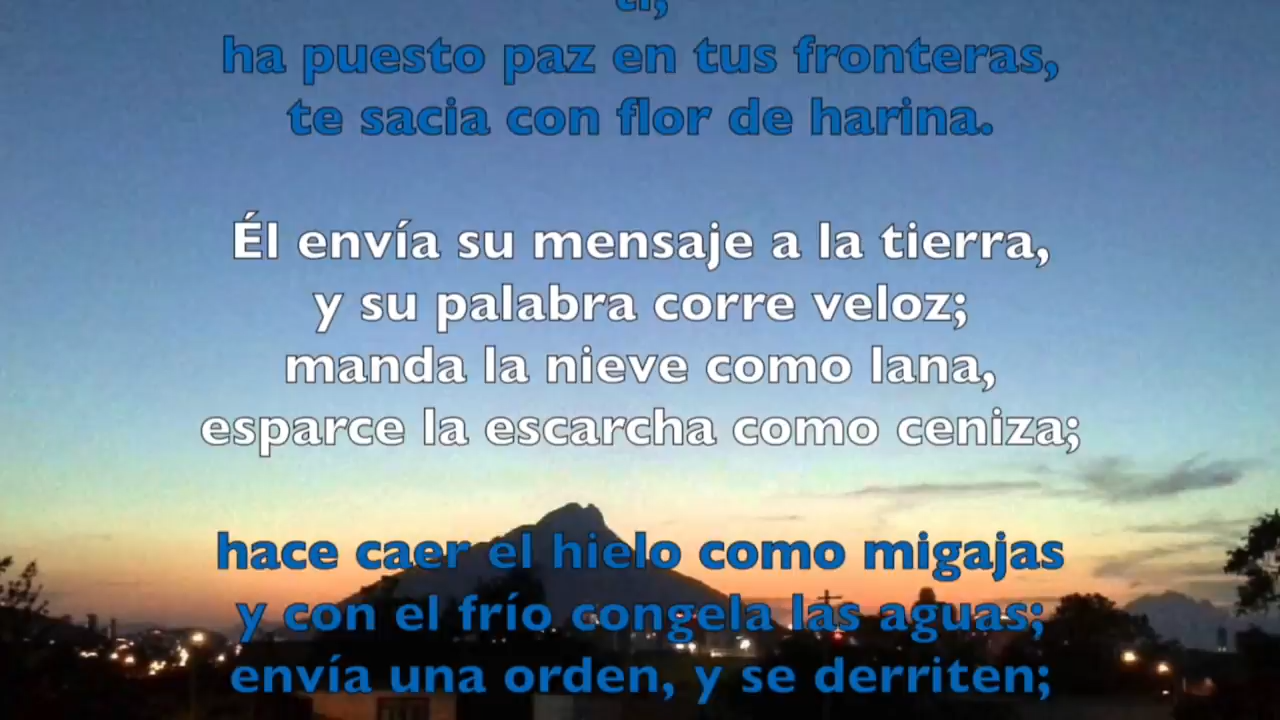 ti,
ha puesto paz en tus fronteras,
te sacia con flor de harina.
Él envía su mensaje a la tierra,
y su palabra corre veloz;
manda la nieve como lana,
esparce la escarcha como ceniza;
hace caer el hielo como migajas
y con el frío congela las aguas;
envía una orden, y se derriten;